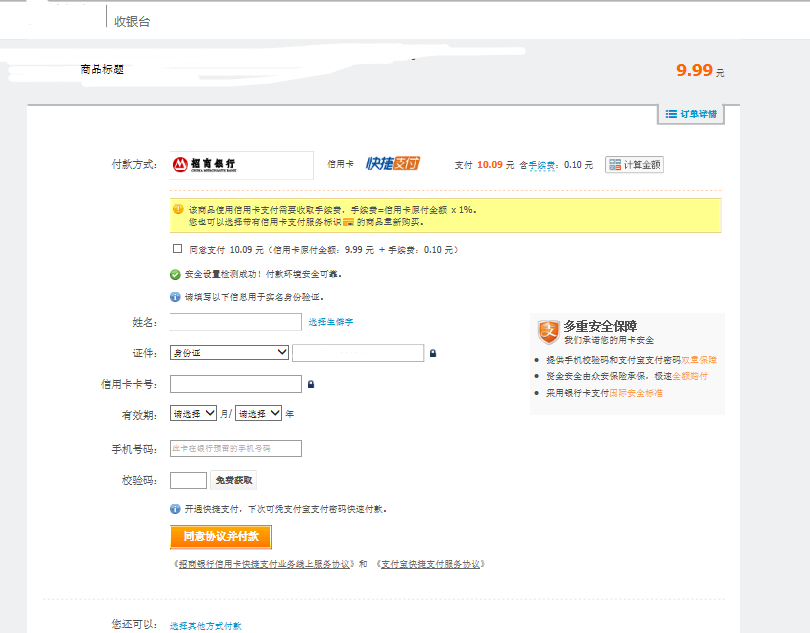 收银台
商品标题
9.99 元
订单详情
付款方式: 招商银行 CHINA MERCHANTS BANK 信用卡 快捷支付 支付 10.09 元 含手续费: 0.10 元 计算金额
该商品使用信用卡支付需要收取手续费, 手续费=信用卡原付金额 x 1%。
您也可以选择带有信用卡支付服务标识 的商品重新购买。
同意支付 10.09 元 (信用卡原付金额: 9.99 元 + 手续费: 0.10 元)
安全设置检测成功! 付款环境安全可靠。
请填写以下信息用于实名身份验证。
姓名: 选择生僻字
证件: 身份证
信用卡卡号:
有效期: 请选择 月/ 请选择 年
手机号码: 此卡在银行预留的手机号码
校验码: 免费获取
开通快捷支付, 下次可凭支付宝支付密码快速付款。
同意协议并付款
《招商银行信用卡快捷支付业务线上服务协议》和 《支付宝快捷支付服务协议》
支 多重安全保障
我们承诺您的用卡安全
提供手机校验码和支付宝支付密码双重保障
资金安全由众安保险承保, 极速全额赔付
采用银行卡支付国际安全标准
您还可以: 选择其他方式付款